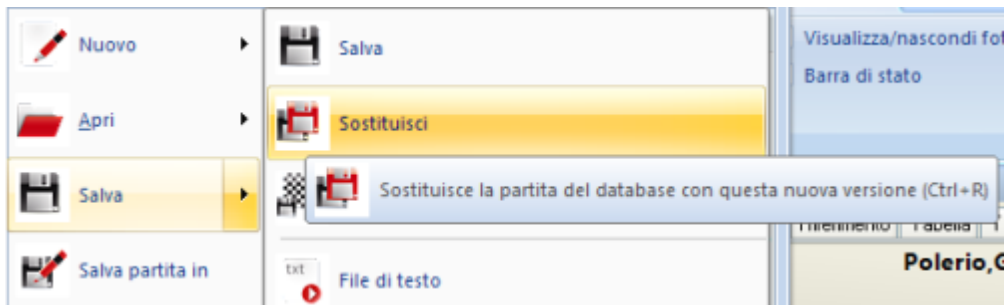 Nuovo
Apri
Salva
Salva partita in
Salva
Sostituisci
Sostituisce la partita del database con questa nuova versione (Ctrl+R)
txt
File di testo
Visualizza/nascondi fot
Barra di stato
Polerio,G